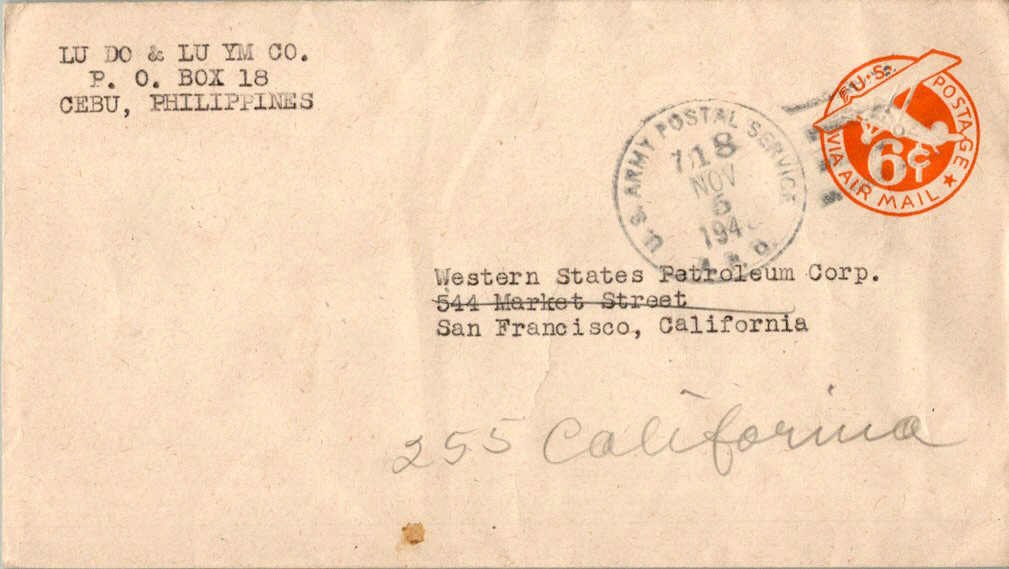 LU DO & LU YM CO.
P. O. BOX 18
CEBU, PHILIPPINES
U.S. POSTAGE
6¢
VIA AIR MAIL
U.S. ARMY POSTAL SERVICE
718
NOV
5
A.P.O.
Western States Petroleum Corp.
544 Market Street
San Francisco, California
255 California